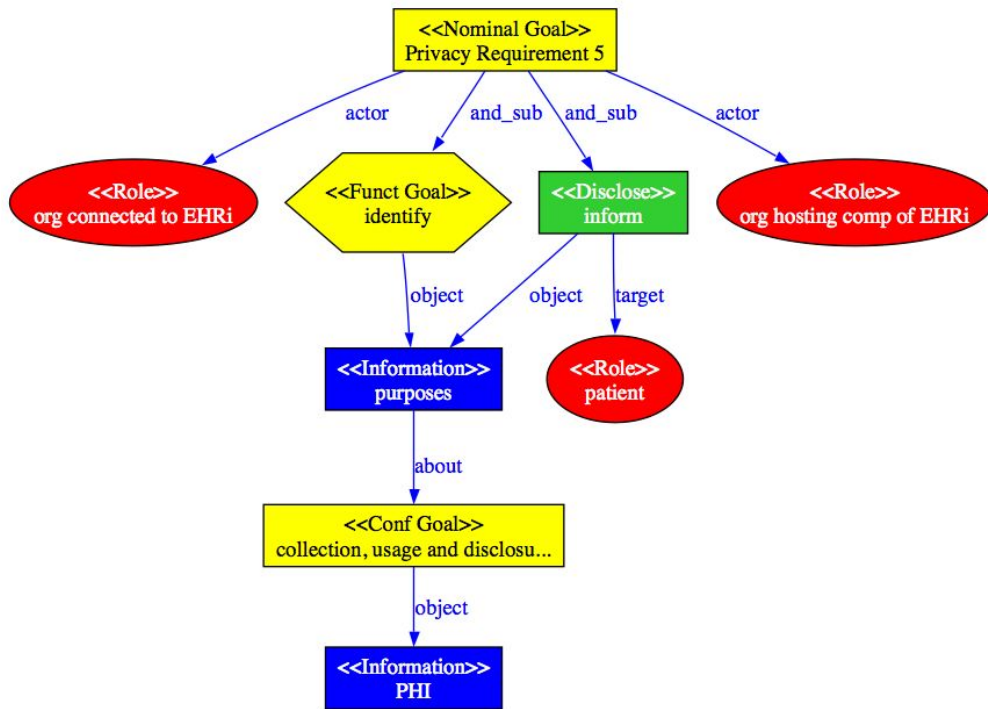 <<Nominal Goal>>
Privacy Requirement 5
actor
and_sub
and_sub
actor
<<Role>>
org connected to EHRi
<<Funct Goal>>
identify
<<Disclose>>
inform
<<Role>>
org hosting comp of EHRi
object
object
target
<<Information>>
purposes
<<Role>>
patient
about
<<Conf Goal>>
collection, usage and disclosu...
object
<<Information>>
PHI